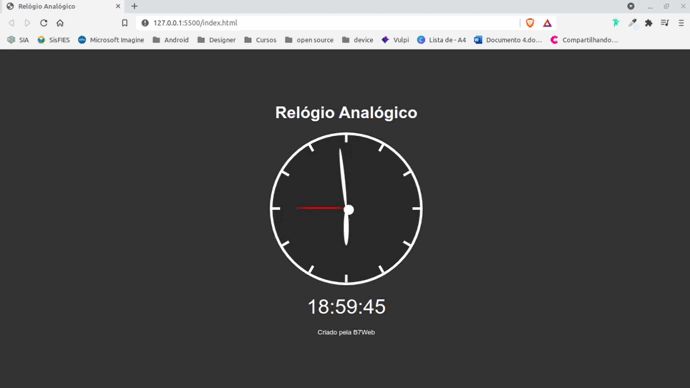 Relógio Analógico
127.0.0.1:5500/index.html
SIA SisFIES Microsoft Imagine Android Designer Cursos open source device Vulpi Lista de - A4 Documento 4.do... Compartilhando....
Relógio Analógico
18:59:45
Criado pela B7Web